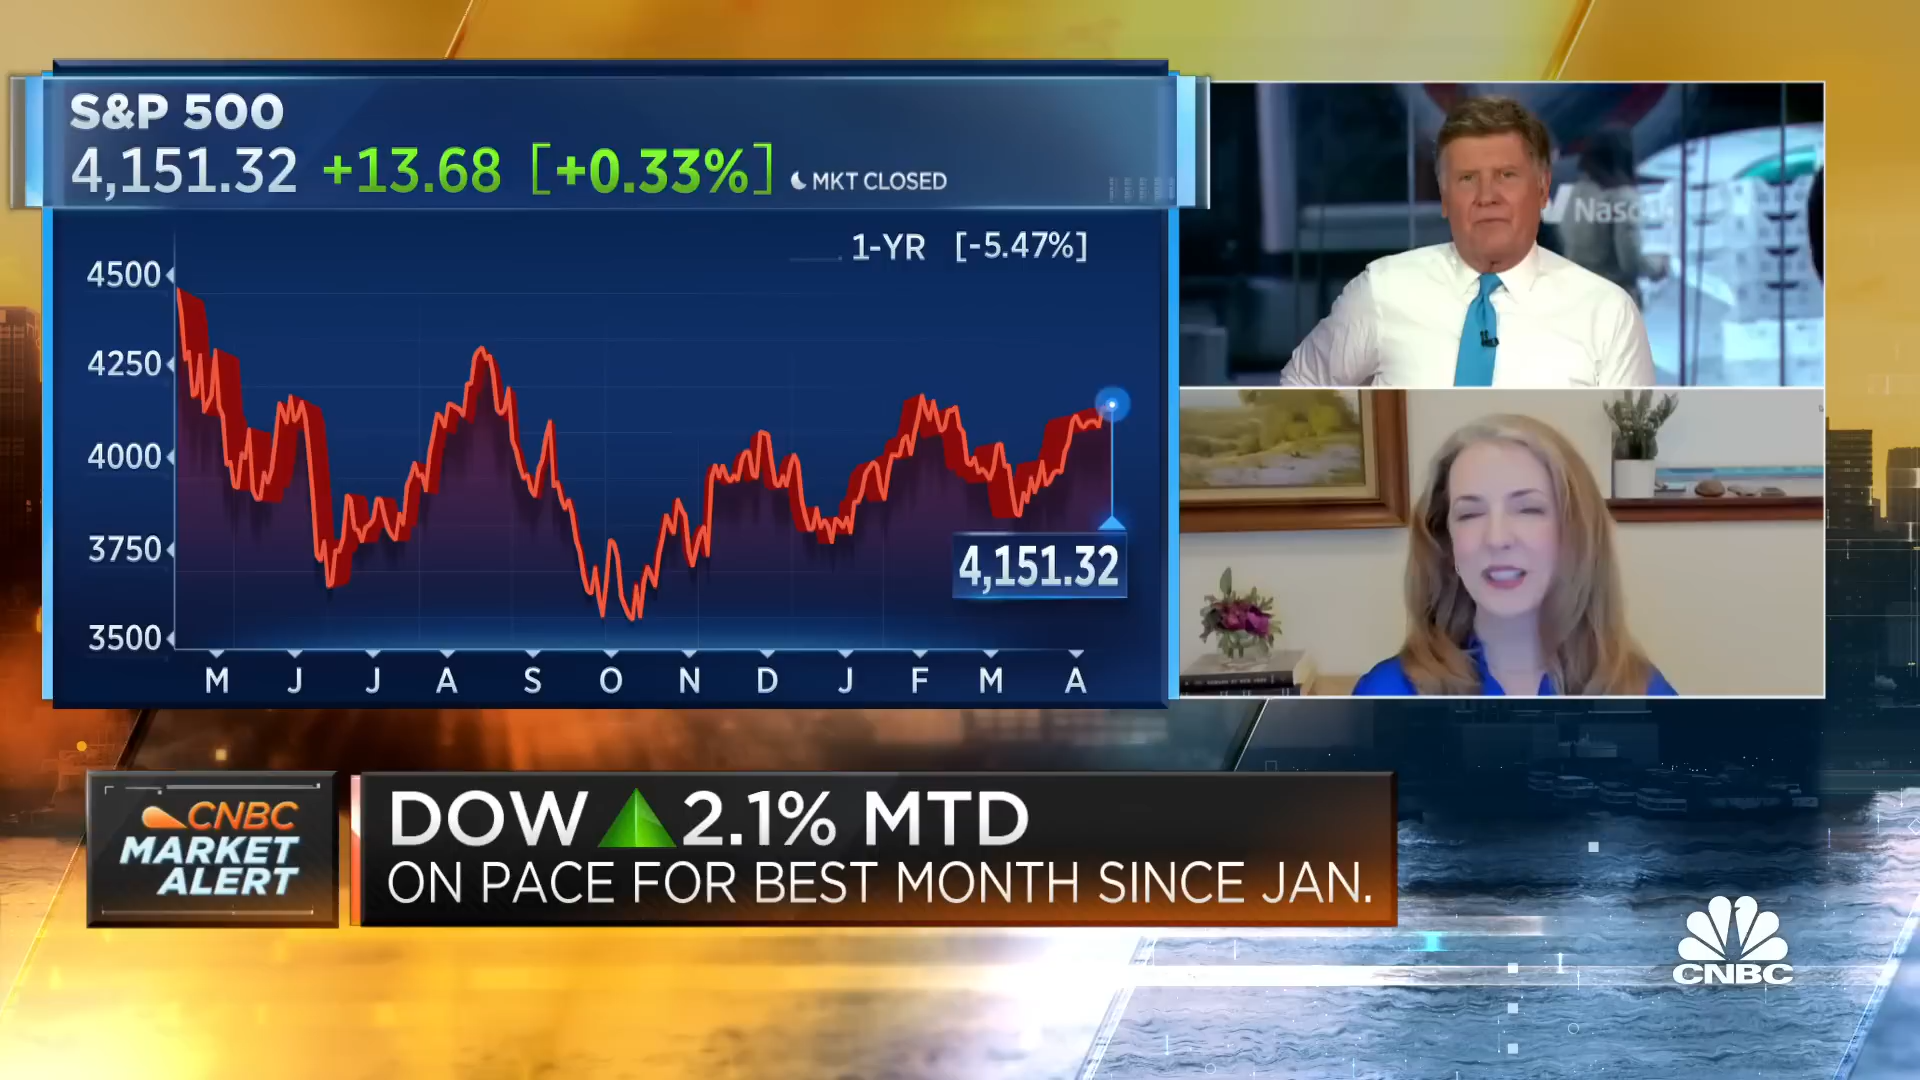 S&P 500
4,151.32 +13.68 [+0.33%] MKT CLOSED
1-YR [-5.47%]
4500
4250
4000
3750
3500
4,151.32
M J J A S O N D J F M A
Nasd
CNBC
MARKET
ALERT
DOW 2.1% MTD
ON PACE FOR BEST MONTH SINCE JAN.
CNBC